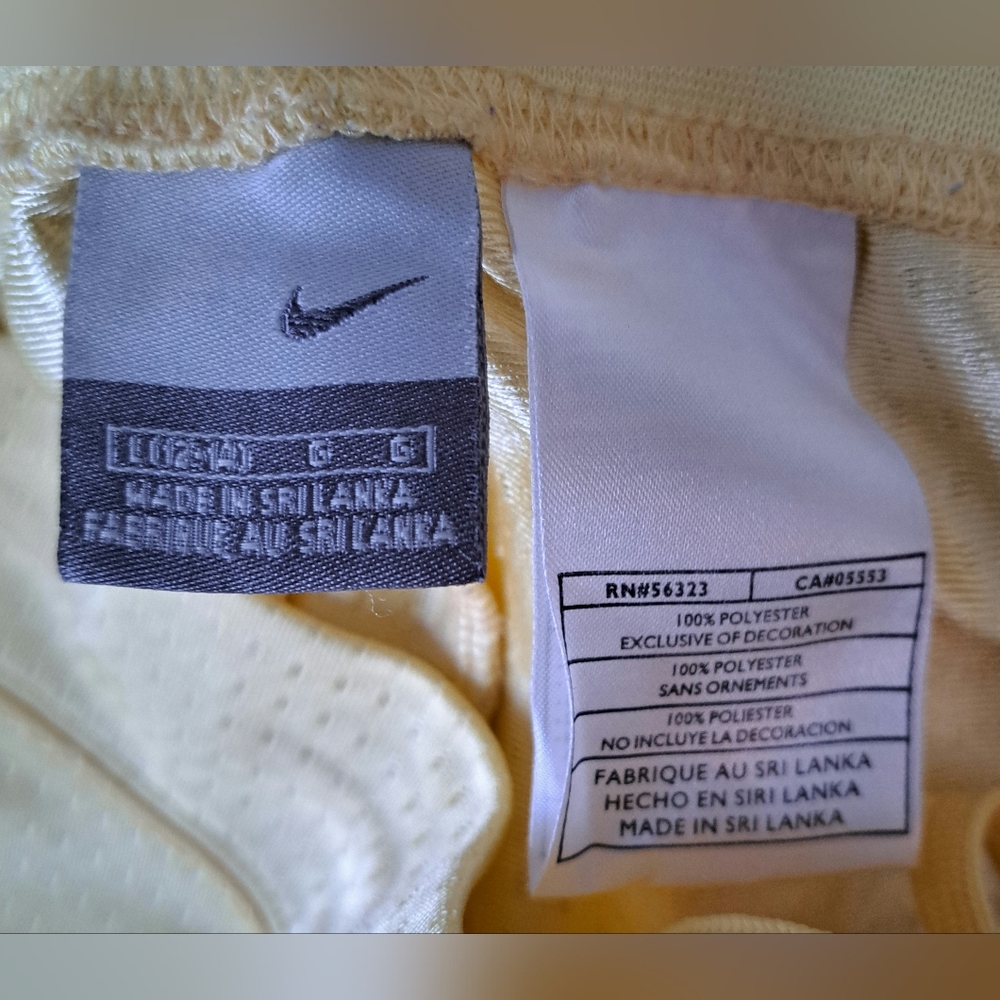 L (12-14) G G
MADE IN SRI LANKA
FABRIQUE AU SRI LANKA
RN#56323 CA#05553
100% POLYESTER
EXCLUSIVE OF DECORATION
100% POLYESTER
SANS ORNEMENTS
100% POLIESTER
NO INCLUYE LA DECORACION
FABRIQUE AU SRI LANKA
HECHO EN SIRI LANKA
MADE IN SRI LANKA